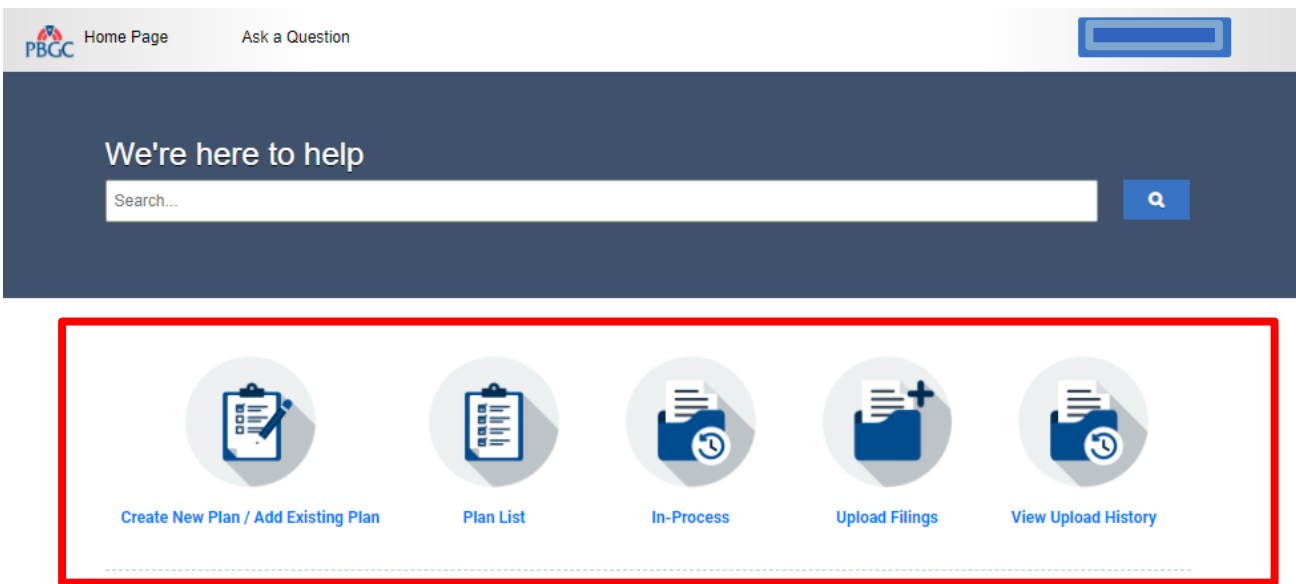 PBGC Home Page Ask a Question
We're here to help
Search...
Create New Plan / Add Existing Plan Plan List In-Process Upload Filings View Upload History